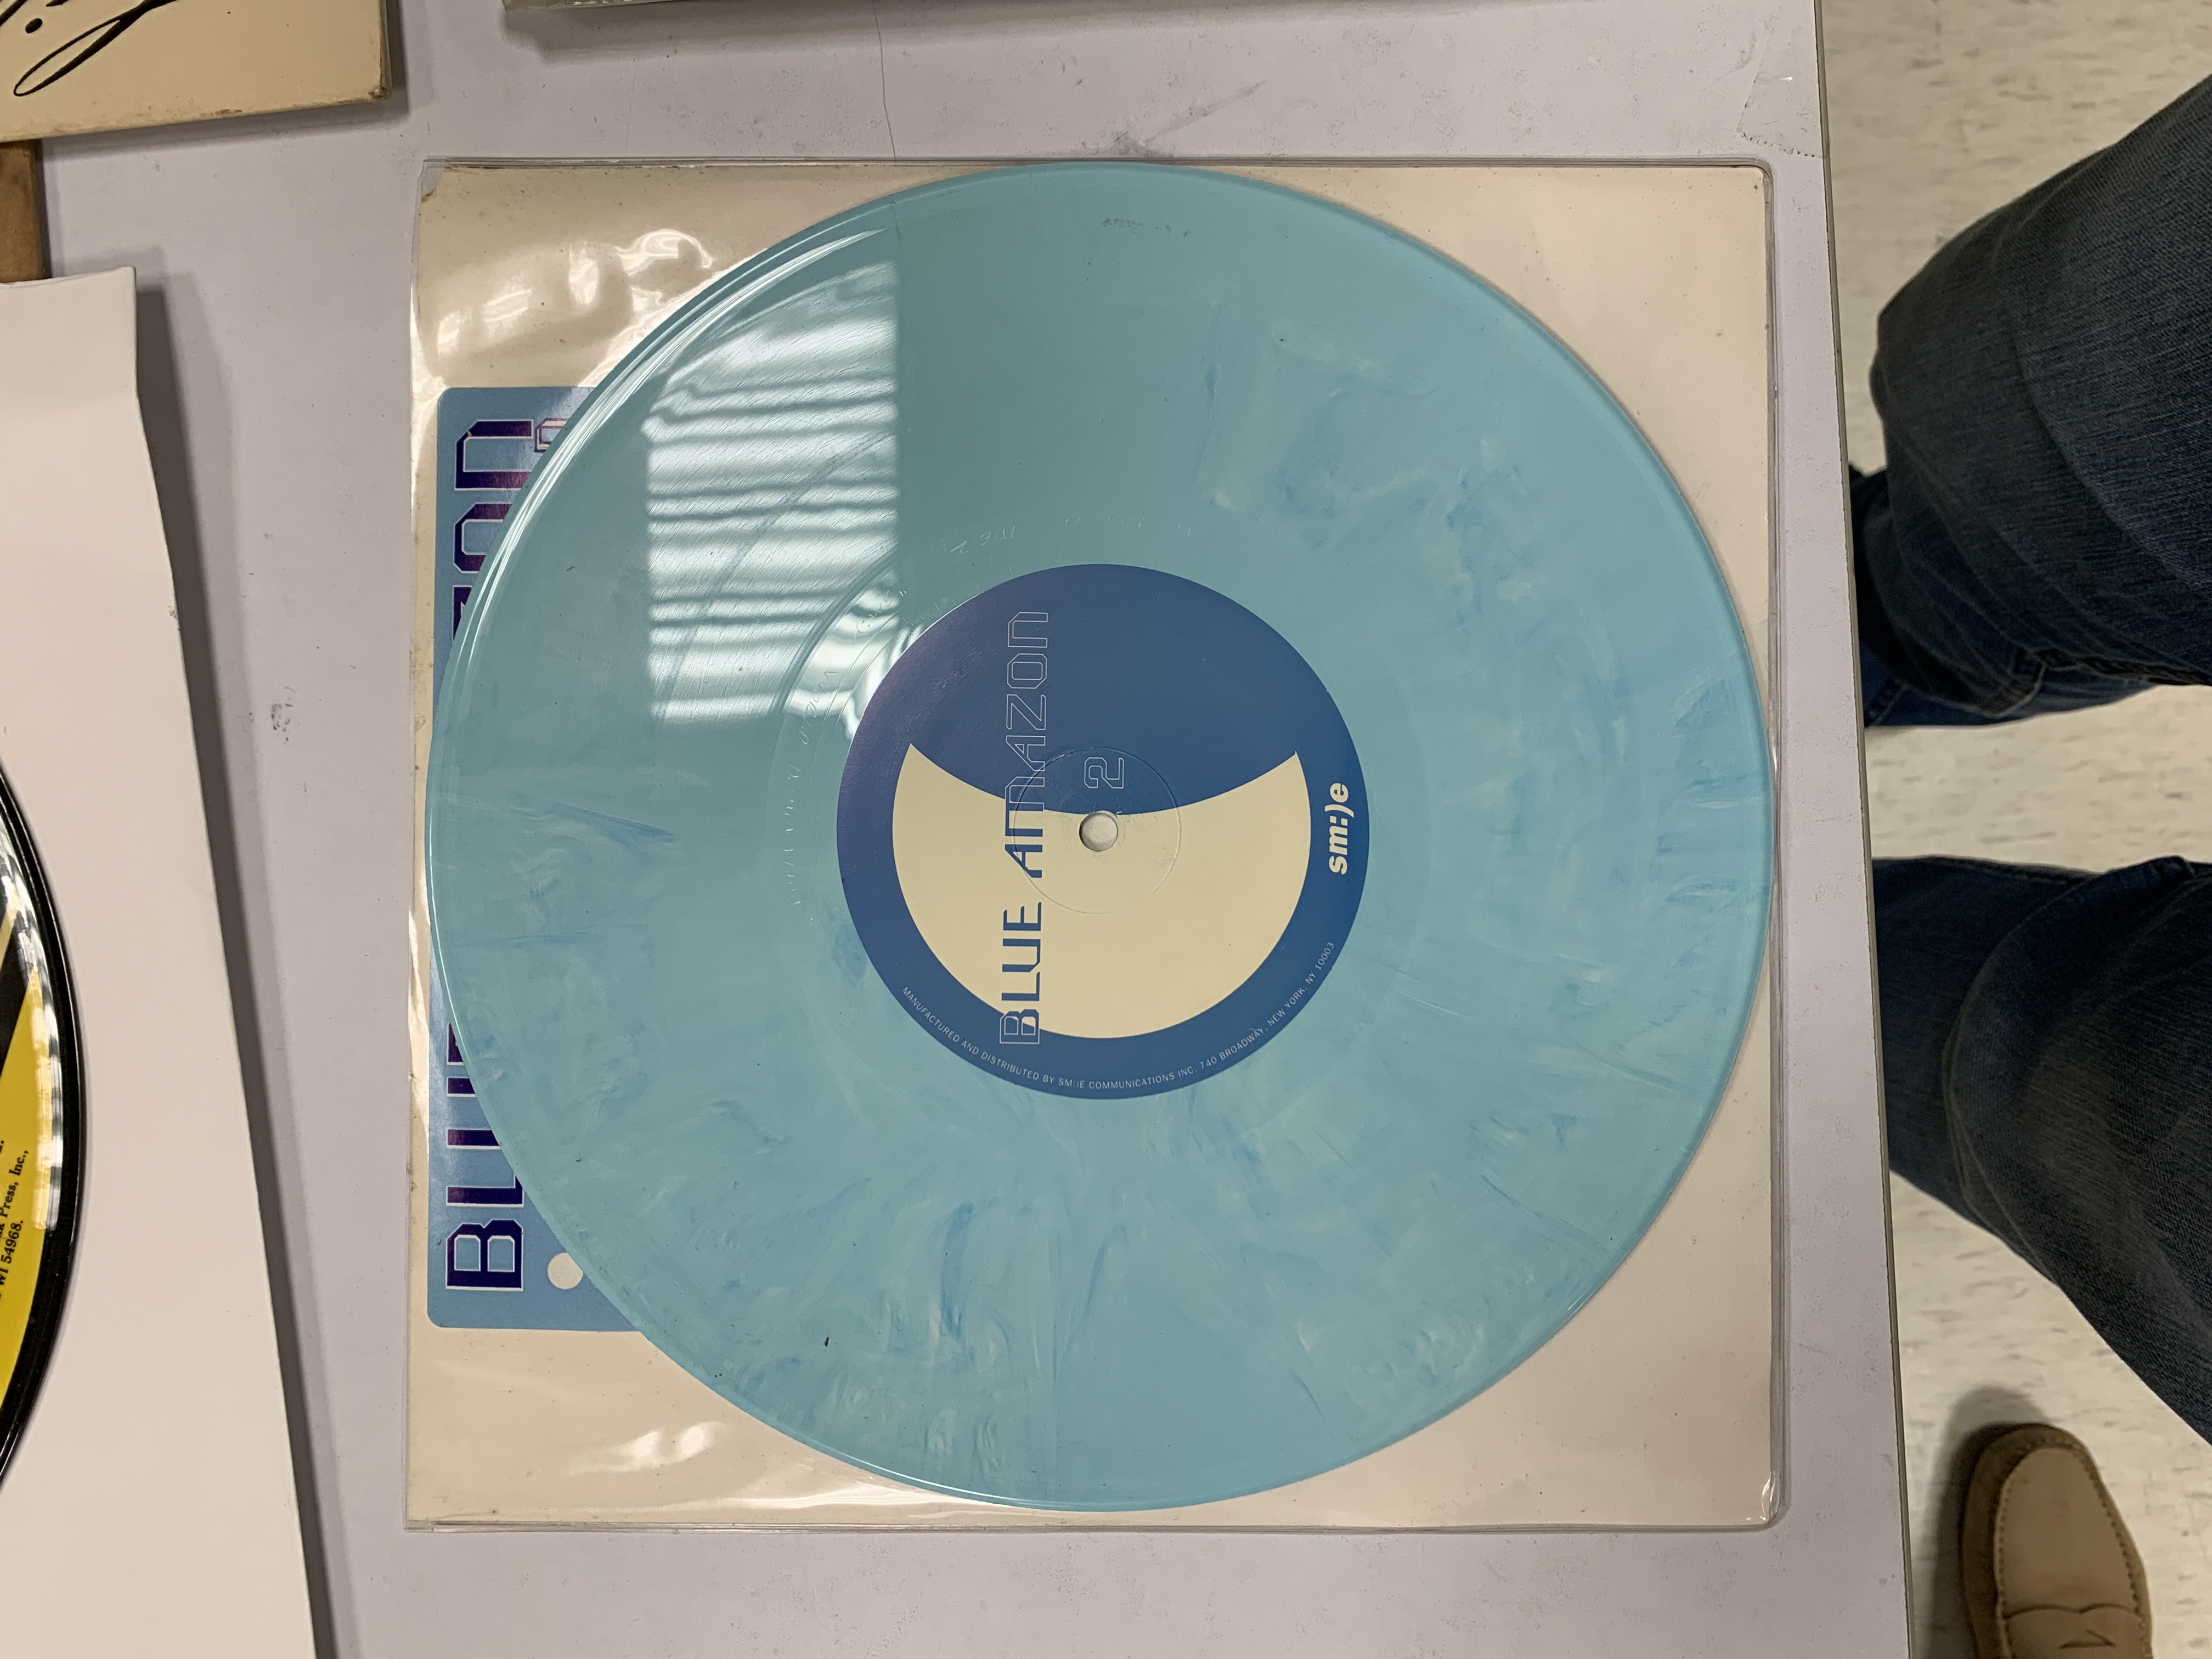 k Press, Inc.,
WI 54968.
BLUE AMAZON
MANUFACTURED AND DISTRIBUTED BY SM:)E COMMUNICATIONS INC. 740 BROADWAY, NEW YORK, NY 10003
2
sm:)e